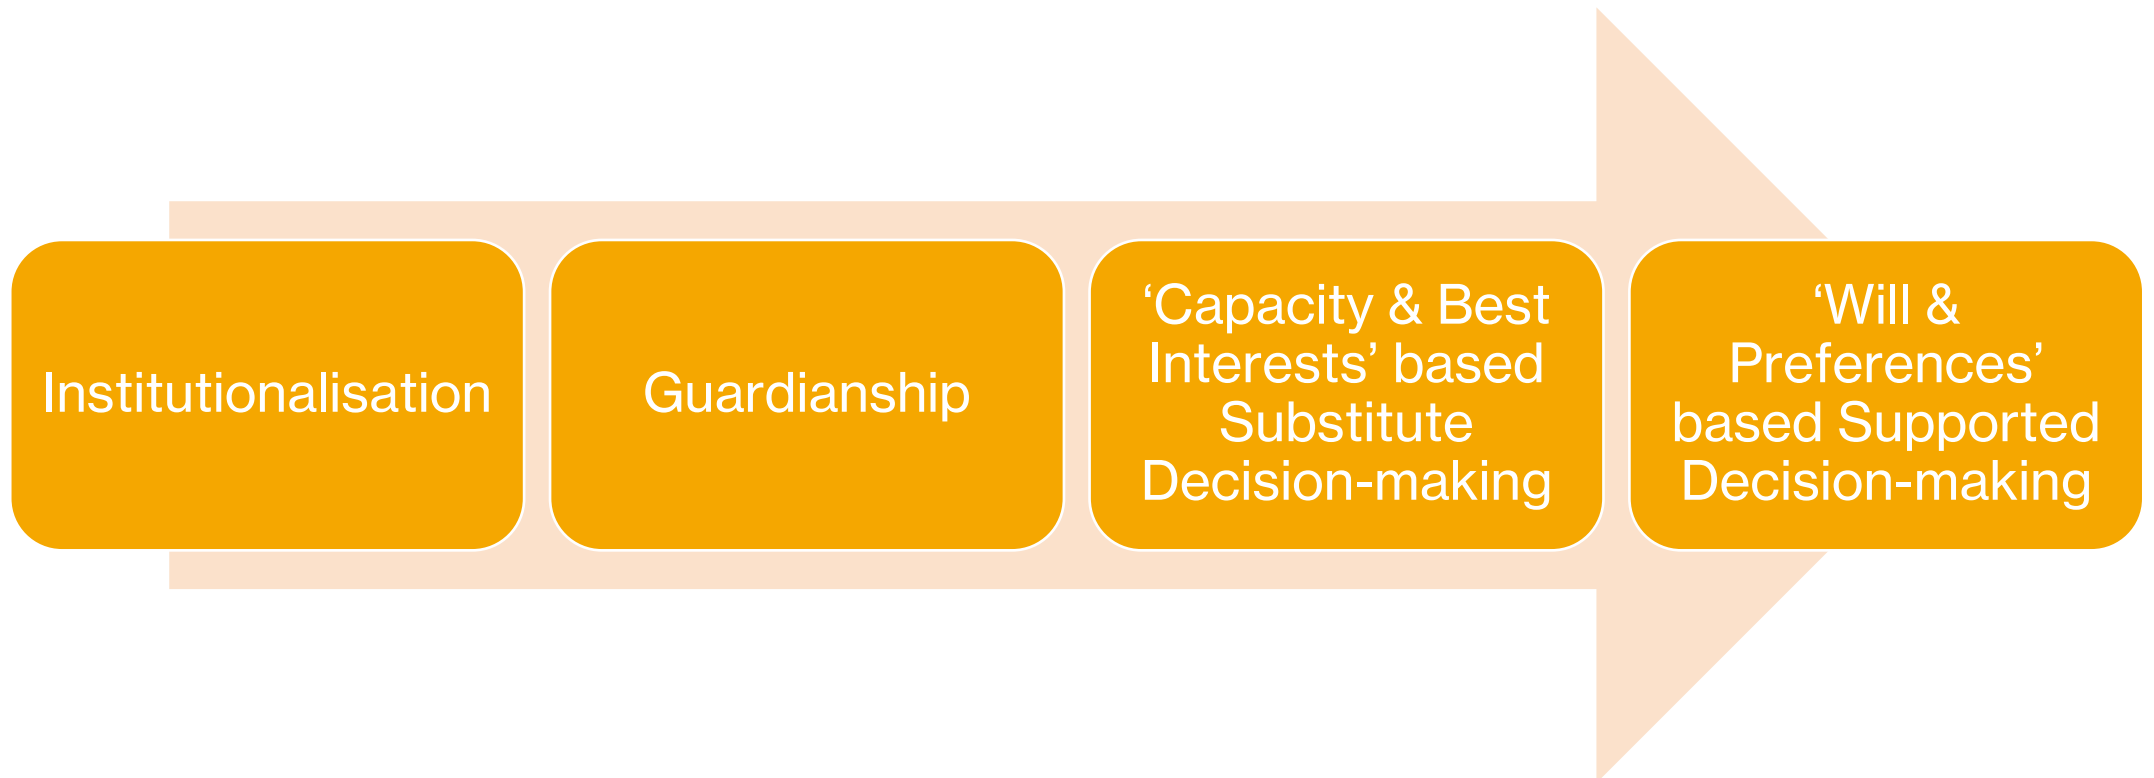 Institutionalisation
Guardianship
‘Capacity & Best
Interests’ based
Substitute
Decision-making
‘Will &
Preferences’
based Supported
Decision-making